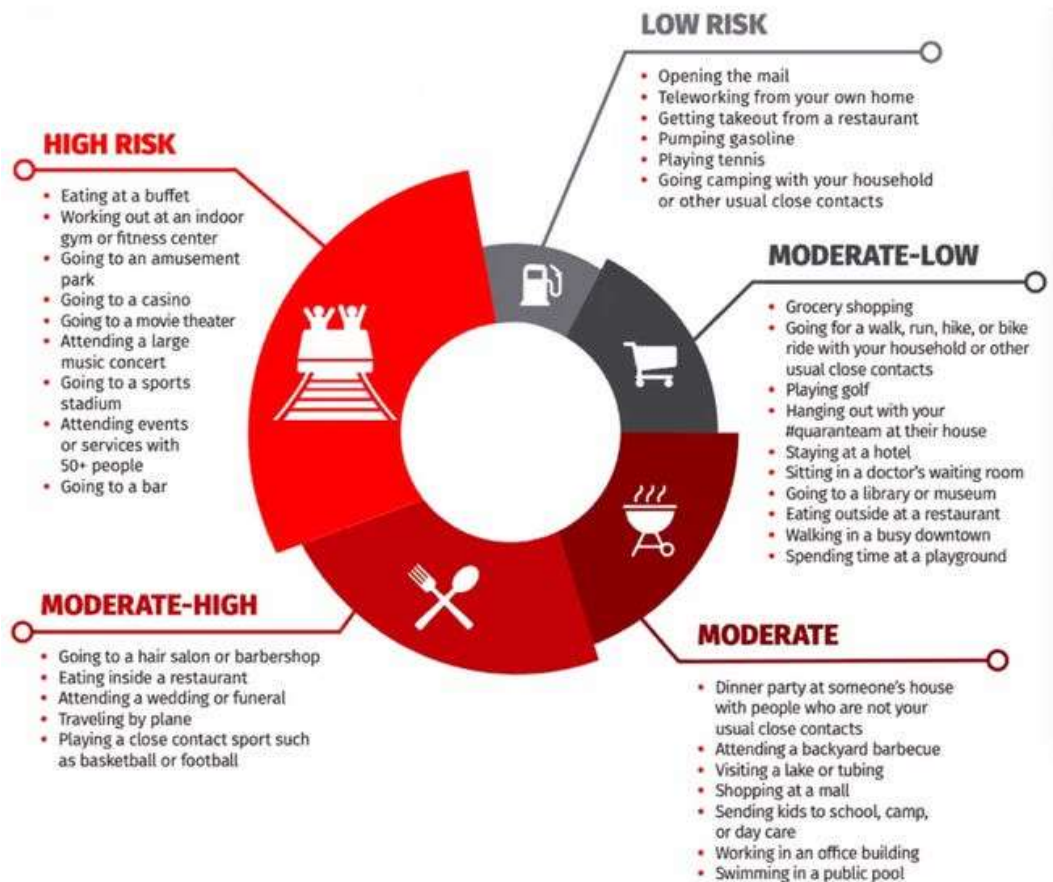 LOW RISK
• Opening the mail
• Teleworking from your own home
• Getting takeout from a restaurant
• Pumping gasoline
• Playing tennis
• Going camping with your household
or other usual close contacts
HIGH RISK
• Eating at a buffet
• Working out at an indoor
gym or fitness center
• Going to an amusement
park
• Going to a casino
• Going to a movie theater
• Attending a large
music concert
• Going to a sports
stadium
• Attending events
or services with
50+ people
• Going to a bar
MODERATE-LOW
• Grocery shopping
• Going for a walk, run, hike, or bike
ride with your household or other
usual close contacts
• Playing golf
• Hanging out with your
#quaranteam at their house
• Staying at a hotel
• Sitting in a doctor's waiting room
• Going to a library or museum
• Eating outside at a restaurant
• Walking in a busy downtown
• Spending time at a playground
MODERATE-HIGH
• Going to a hair salon or barbershop
• Eating inside a restaurant
• Attending a wedding or funeral
• Traveling by plane
• Playing a close contact sport such
as basketball or football
MODERATE
• Dinner party at someone's house
with people who are not your
usual close contacts
• Attending a backyard barbecue
• Visiting a lake or tubing
• Shopping at a mall
• Sending kids to school, camp,
or day care
• Working in an office building
• Swimming in a public pool